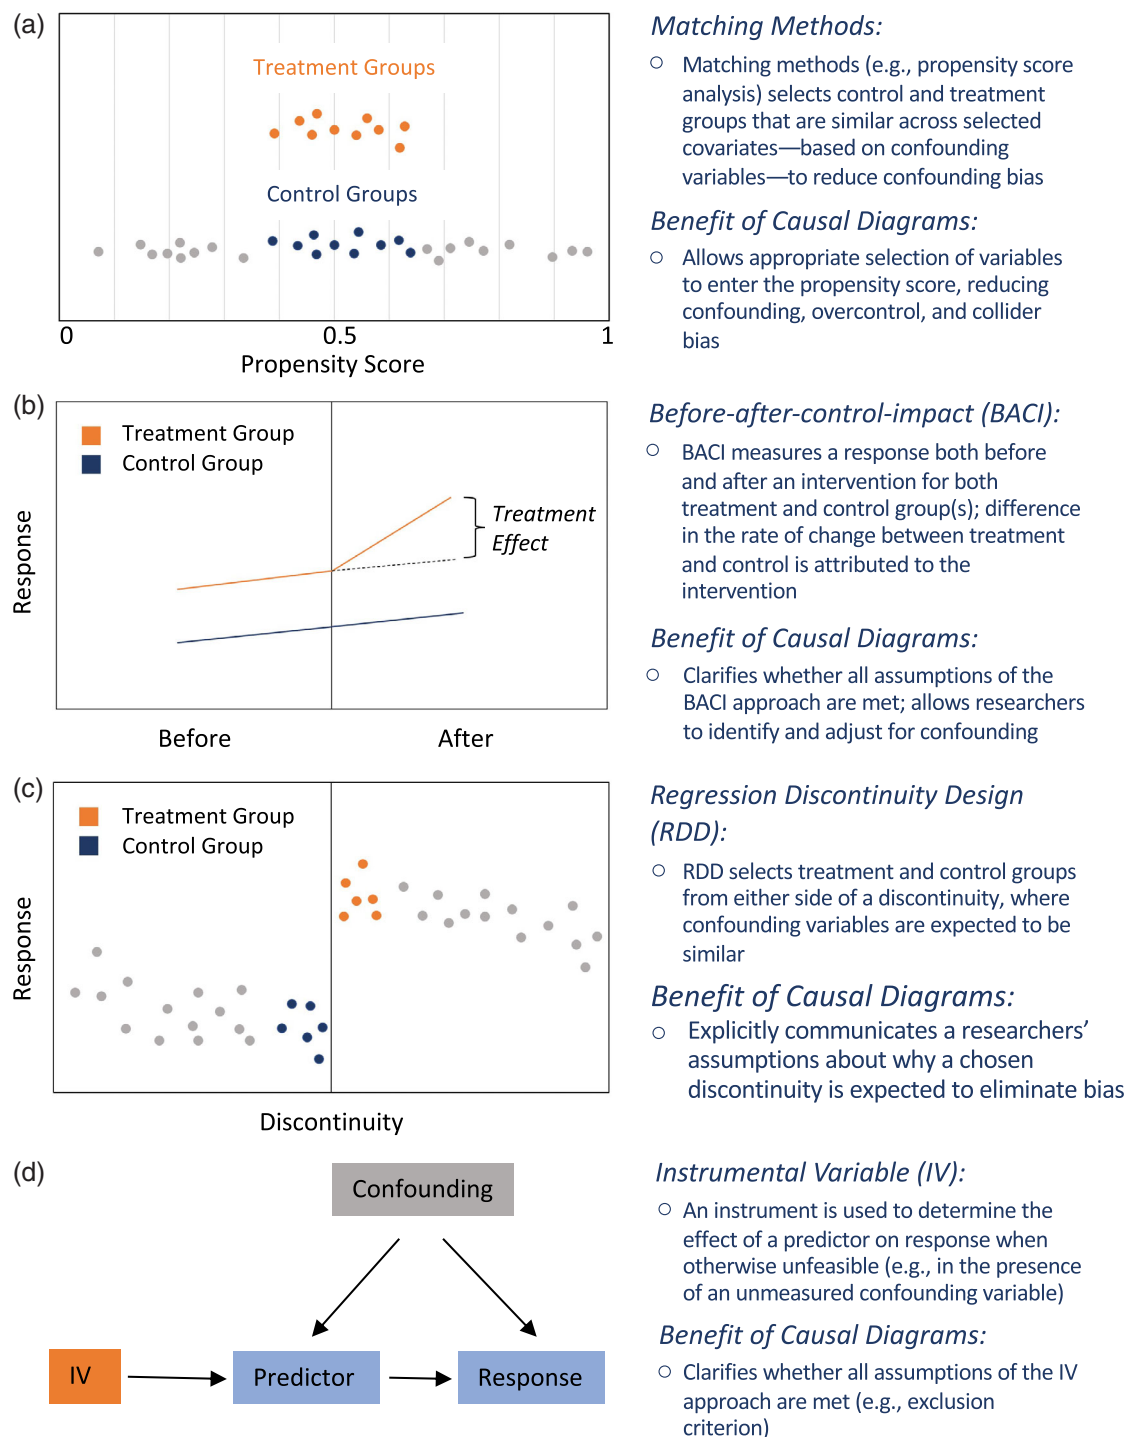 (a)
Treatment Groups
Control Groups
0 0.5 1
Propensity Score
Matching Methods:
○ Matching methods (e.g., propensity score
analysis) selects control and treatment
groups that are similar across selected
covariates—based on confounding
variables—to reduce confounding bias
Benefit of Causal Diagrams:
○ Allows appropriate selection of variables
to enter the propensity score, reducing
confounding, overcontrol, and collider
bias
(b)
Treatment Group
Control Group
Response
Treatment
Effect
Before After
Before-after-control-impact (BACI):
○ BACI measures a response both before
and after an intervention for both
treatment and control group(s); difference
in the rate of change between treatment
and control is attributed to the
intervention
Benefit of Causal Diagrams:
○ Clarifies whether all assumptions of the
BACI approach are met; allows researchers
to identify and adjust for confounding
(c)
Treatment Group
Control Group
Response
Discontinuity
Regression Discontinuity Design
(RDD):
○ RDD selects treatment and control groups
from either side of a discontinuity, where
confounding variables are expected to be
similar
Benefit of Causal Diagrams:
○ Explicitly communicates a researchers’
assumptions about why a chosen
discontinuity is expected to eliminate bias
(d)
Confounding
IV Predictor Response
Instrumental Variable (IV):
○ An instrument is used to determine the
effect of a predictor on response when
otherwise unfeasible (e.g., in the presence
of an unmeasured confounding variable)
Benefit of Causal Diagrams:
○ Clarifies whether all assumptions of the IV
approach are met (e.g., exclusion
criterion)